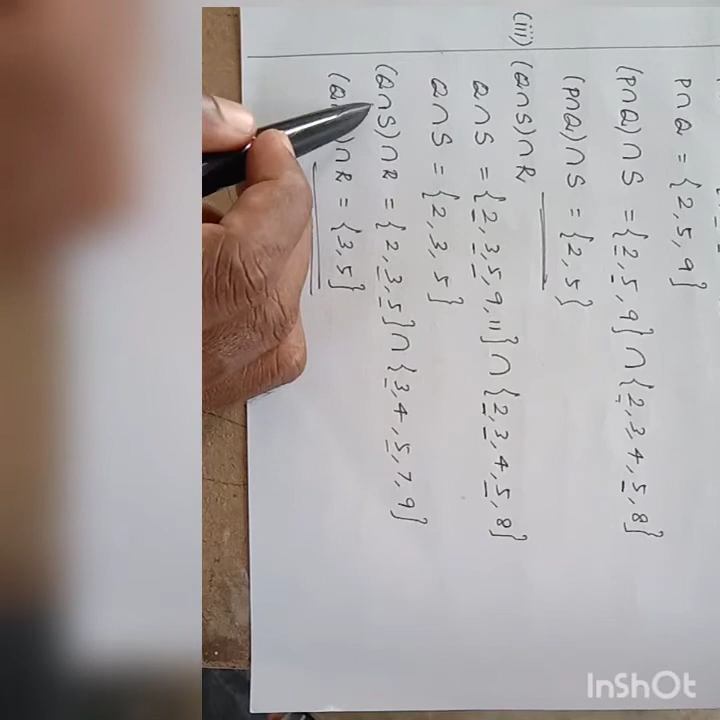 P∩Q = {2,5,9}
(P∩Q)∩S = {2,5,9}∩{2,3,4,5,8}
(P∩Q)∩S = {2,5}
(iii) (Q∩S)∩R
Q∩S = {2,3,5,9,11}∩{2,3,4,5,8}
Q∩S = {2,3,5}
(Q∩S)∩R = {2,3,5}∩{3,4,5,7,9}
)∩R = {3,5}
InShOt